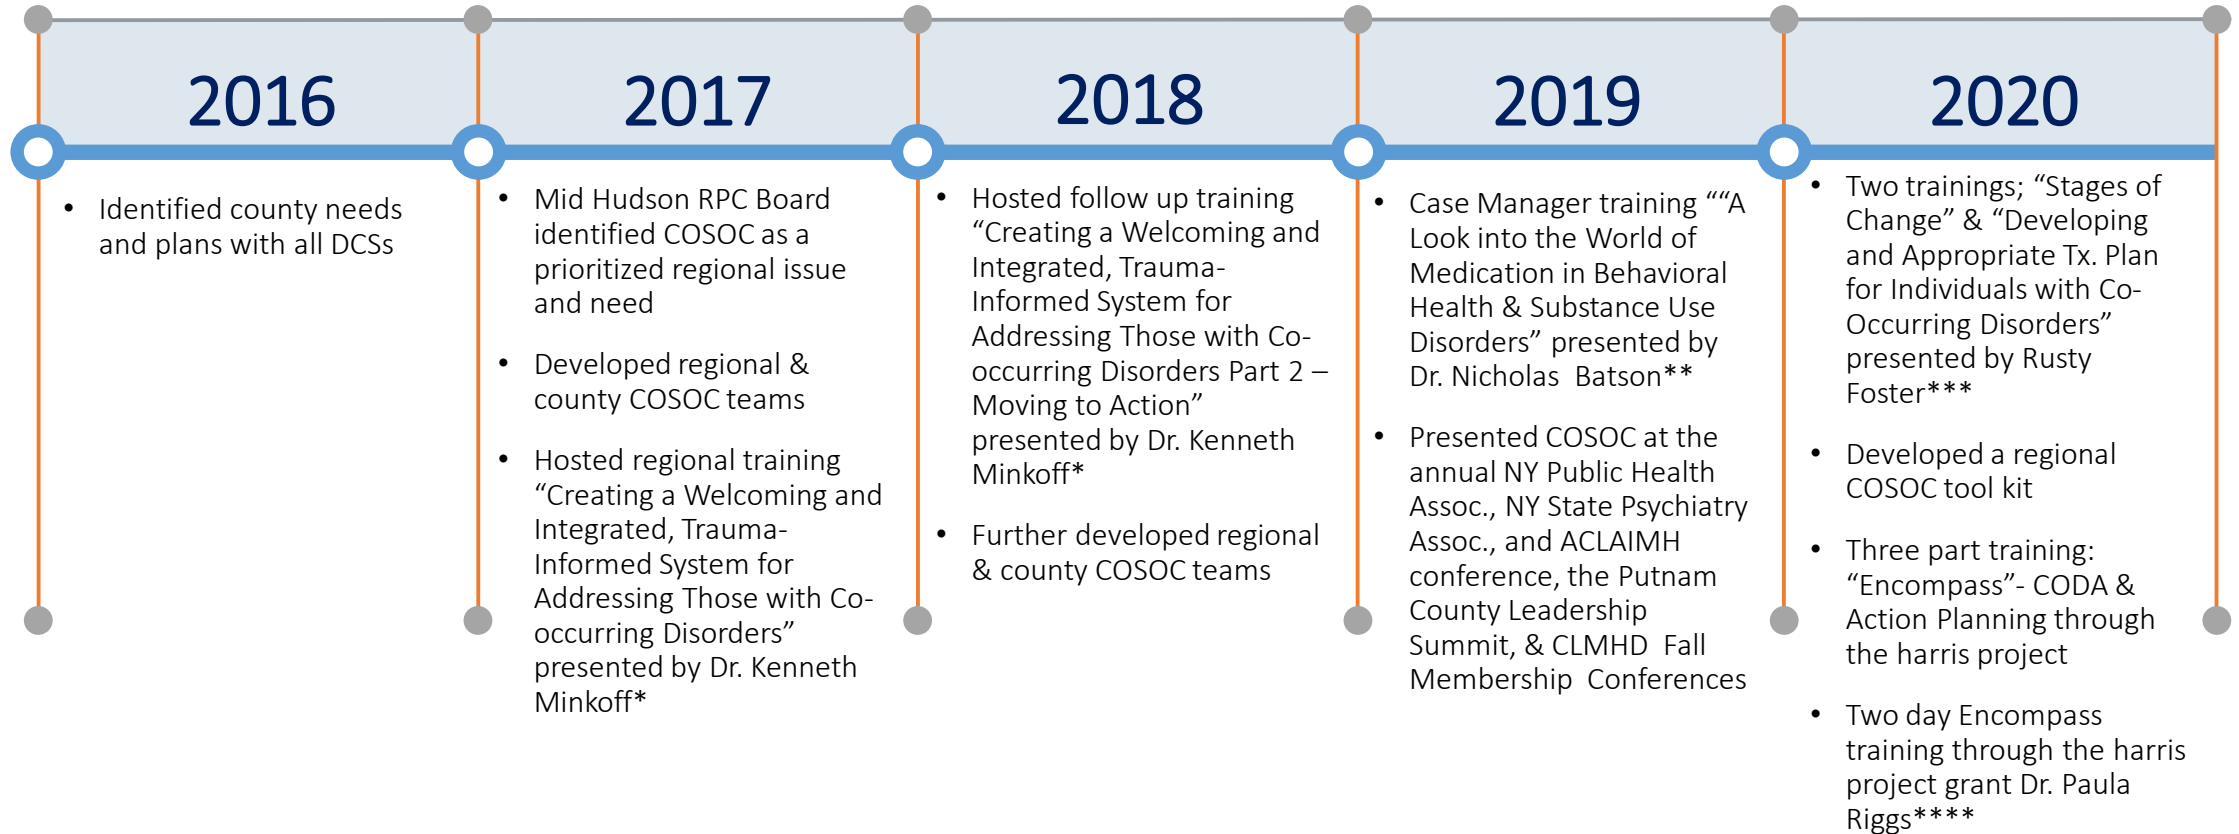 2016
• Identified county needs
and plans with all DCSs
2017
• Mid Hudson RPC Board
identified COSOC as a
prioritized regional issue
and need
• Developed regional &
county COSOC teams
• Hosted regional training
“Creating a Welcoming and
Integrated, Trauma-
Informed System for
Addressing Those with Co-
occurring Disorders”
presented by Dr. Kenneth
Minkoff*
2018
• Hosted follow up training
“Creating a Welcoming and
Integrated, Trauma-
Informed System for
Addressing Those with Co-
occurring Disorders Part 2 –
Moving to Action”
presented by Dr. Kenneth
Minkoff*
• Further developed regional
& county COSOC teams
2019
• Case Manager training ““A
Look into the World of
Medication in Behavioral
Health & Substance Use
Disorders” presented by
Dr. Nicholas Batson**
• Presented COSOC at the
annual NY Public Health
Assoc., NY State Psychiatry
Assoc., and ACLAIMH
conference, the Putnam
County Leadership
Summit, & CLMHD Fall
Membership Conferences
2020
• Two trainings; “Stages of
Change” & “Developing
and Appropriate Tx. Plan
for Individuals with Co-
Occurring Disorders”
presented by Rusty
Foster***
• Developed a regional
COSOC tool kit
• Three part training:
“Encompass”- CODA &
Action Planning through
the harris project
• Two day Encompass
training through the harris
project grant Dr. Paula
Riggs****